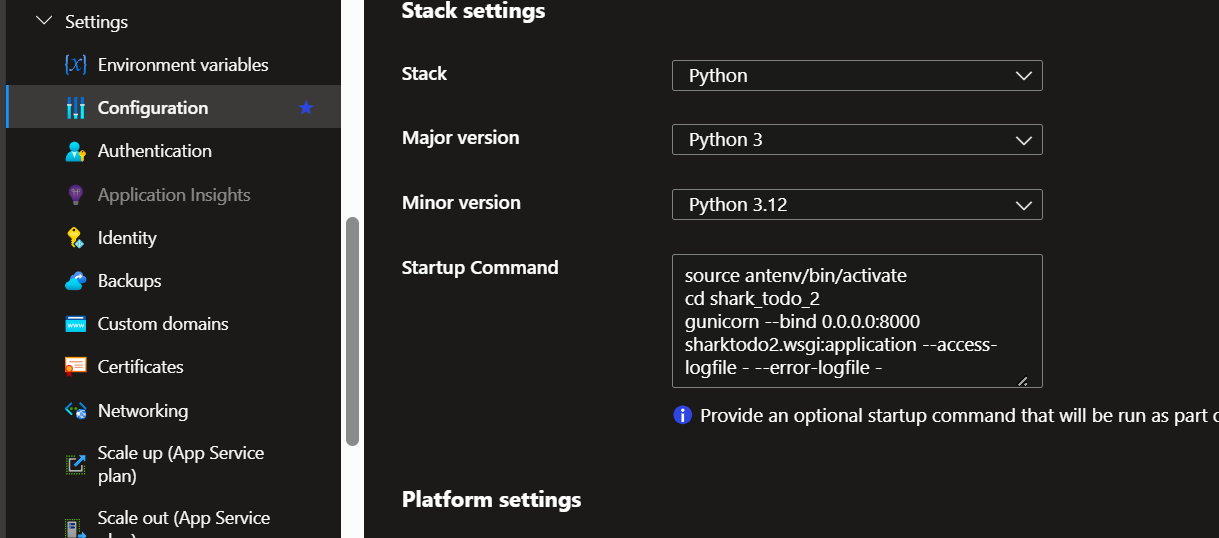 Settings
Environment variables
Configuration
Authentication
Application Insights
Identity
Backups
Custom domains
Certificates
Networking
Scale up (App Service
plan)
Scale out (App Service
Stack settings
Stack
Python
Major version
Python 3
Minor version
Python 3.12
Startup Command
source antenv/bin/activate
cd shark_todo_2
gunicorn --bind 0.0.0.0:8000
sharktodo2.wsgi:application --access-
logfile - --error-logfile -
Provide an optional startup command that will be run as part
Platform settings